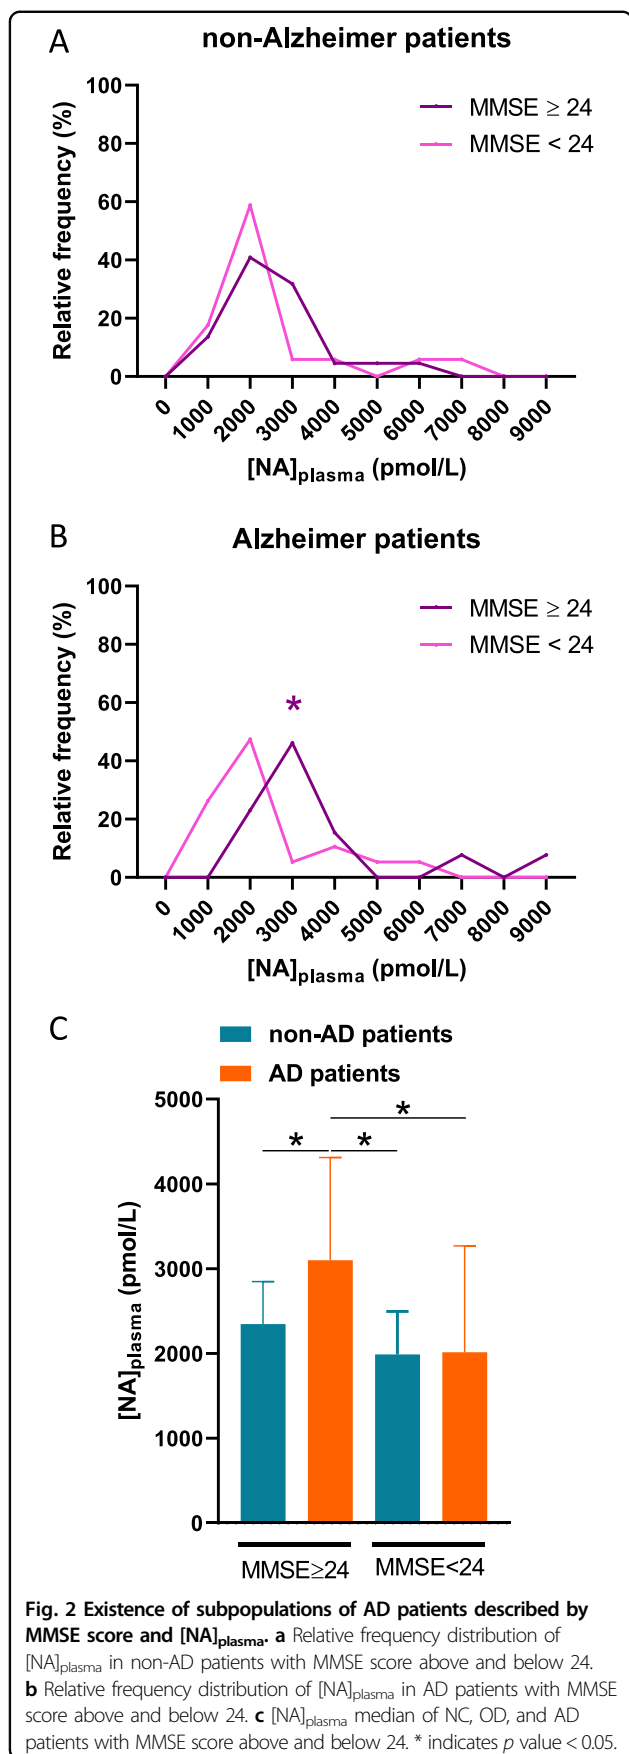 A
non-Alzheimer patients
MMSE ≥ 24
MMSE < 24
Relative frequency (%)
100
80
60
40
20
0
0 1000 2000 3000 4000 5000 6000 7000 8000 9000
[NA]plasma (pmol/L)
B
Alzheimer patients
MMSE ≥ 24
MMSE < 24
Relative frequency (%)
100
80
60
*
40
20
0
0 1000 2000 3000 4000 5000 6000 7000 8000 9000
[NA]plasma (pmol/L)
C
non-AD patients
AD patients
[NA]plasma (pmol/L)
5000
*
* *
4000
3000
2000
1000
0
MMSE≥24 MMSE<24
Fig. 2 Existence of subpopulations of AD patients described by
MMSE score and [NA]plasma. a Relative frequency distribution of
[NA]plasma in non-AD patients with MMSE score above and below 24.
b Relative frequency distribution of [NA]plasma in AD patients with MMSE
score above and below 24. c [NA]plasma median of NC, OD, and AD
patients with MMSE score above and below 24. * indicates p value < 0.05.